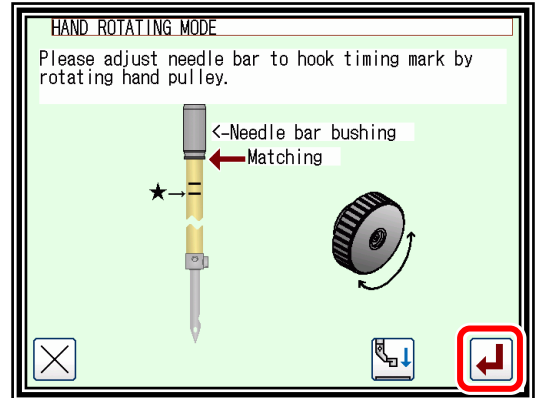 HAND ROTATING MODE
Please adjust needle bar to hook timing mark by
rotating hand pulley.
<-Needle bar bushing
Matching
★→